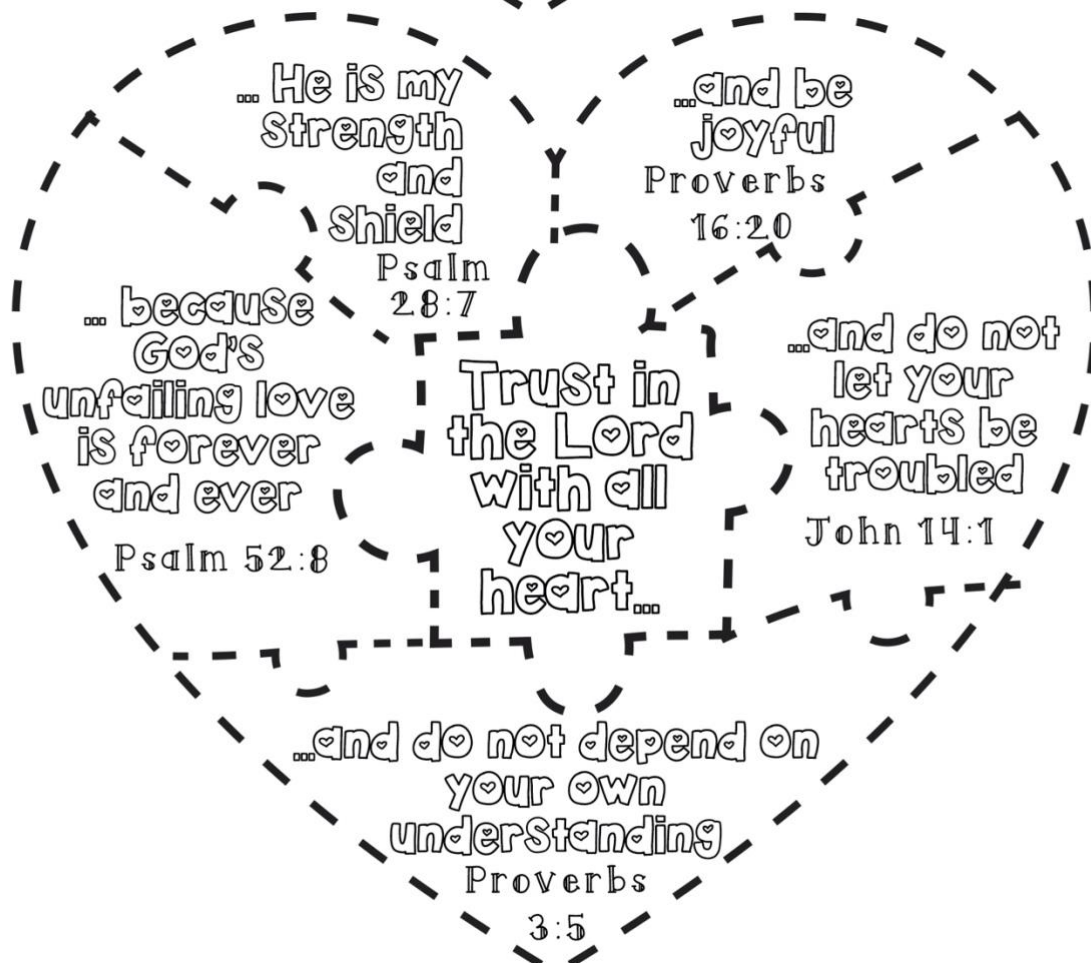 ... He is my
strength
and
shield
Psalm
28:7
...and be
joyful
Proverbs
16:20
... because
God's
unfailing love
is forever
and ever
Psalm 52:8
Trust in
the Lord
with all
your
heart...
...and do not
let your
hearts be
troubled
John 14:1
...and do not depend on
your own
understanding
Proverbs
3:5